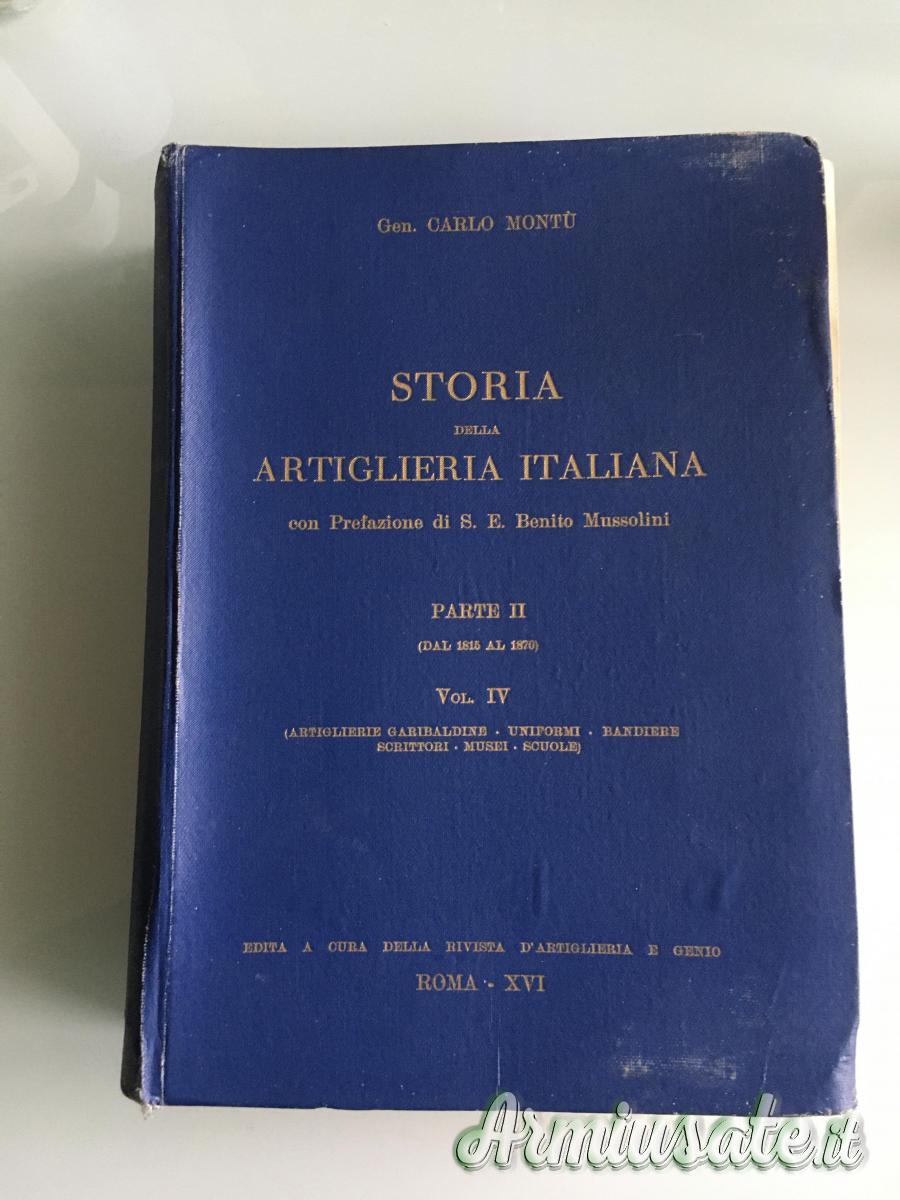 Gen. CARLO MONTÙ
STORIA
DELLA
ARTIGLIERIA ITALIANA
con Prefazione di S. E. Benito Mussolini
PARTE II
(DAL 1815 AL 1870)
VOL. IV
(ARTIGLIERIE GARIBALDINE · UNIFORMI · BANDIERE
SCRITTORI · MUSEI · SCUOLE)
EDITA A CURA DELLA RIVISTA D'ARTIGLIERIA E GENIO
ROMA - XVI
Armiusate.it